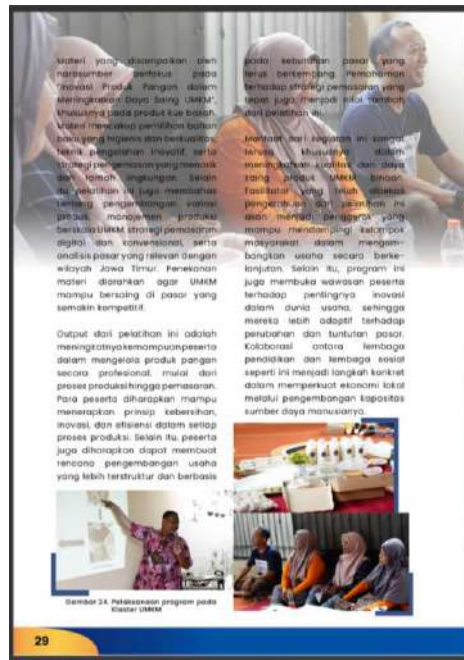 Materi yang disampaikan oleh
narasumber berfokus pada
"Inovasi Produk Pangan dalam
Meningkatkan Daya Saing UMKM",
khususnya pada produk kue basah.
Materi mencakup pemilihan bahan
baku yang higienis dan berkualitas,
teknik pengolahan inovatif, serta
strategi pengemasan yang menarik
dan ramah lingkungan. Selain
itu, pelatihan ini juga membahas
tentang pengembangan variasi
produk, manajemen produksi
berskala UMKM, strategi pemasaran
digital dan konvensional, serta
analisis pasar yang relevan dengan
wilayah Jawa Timur. Penekanan
materi diarahkan agar UMKM
mampu bersaing di pasar yang
semakin kompetitif.
Output dari pelatihan ini adalah
meningkatnya kemampuan peserta
dalam mengelola produk pangan
secara profesional, mulai dari
proses produksi hingga pemasaran.
Para peserta diharapkan mampu
menerapkan prinsip kebersihan,
inovasi, dan efisiensi dalam setiap
proses produksi. Selain itu, peserta
juga diharapkan dapat membuat
rencana pengembangan usaha
yang lebih terstruktur dan berbasis
pada kebutuhan pasar yang
terus berkembang. Pemahaman
terhadap strategi pemasaran yang
tepat juga menjadi nilai tambah
dari pelatihan ini.
Manfaat dari kegiatan ini sangat
terasa, khususnya dalam
meningkatkan kualitas dan daya
saing produk UMKM binaan.
Fasilitator yang telah dibekali
pengetahuan dari pelatihan ini
akan menjadi penggerak yang
mampu mendampingi kelompok
masyarakat dalam mengem-
bangkan usaha secara berke-
lanjutan. Selain itu, program ini
juga membuka wawasan peserta
terhadap pentingnya inovasi
dalam dunia usaha, sehingga
mereka lebih adaptif terhadap
perubahan dan tuntutan pasar.
Kolaborasi antara lembaga
pendidikan dan lembaga sosial
seperti ini menjadi langkah konkret
dalam memperkuat ekonomi lokal
melalui pengembangan kapasitas
sumber daya manusianya.
Gambar 24. Pelaksanaan program pada
Klaster UMKM
29